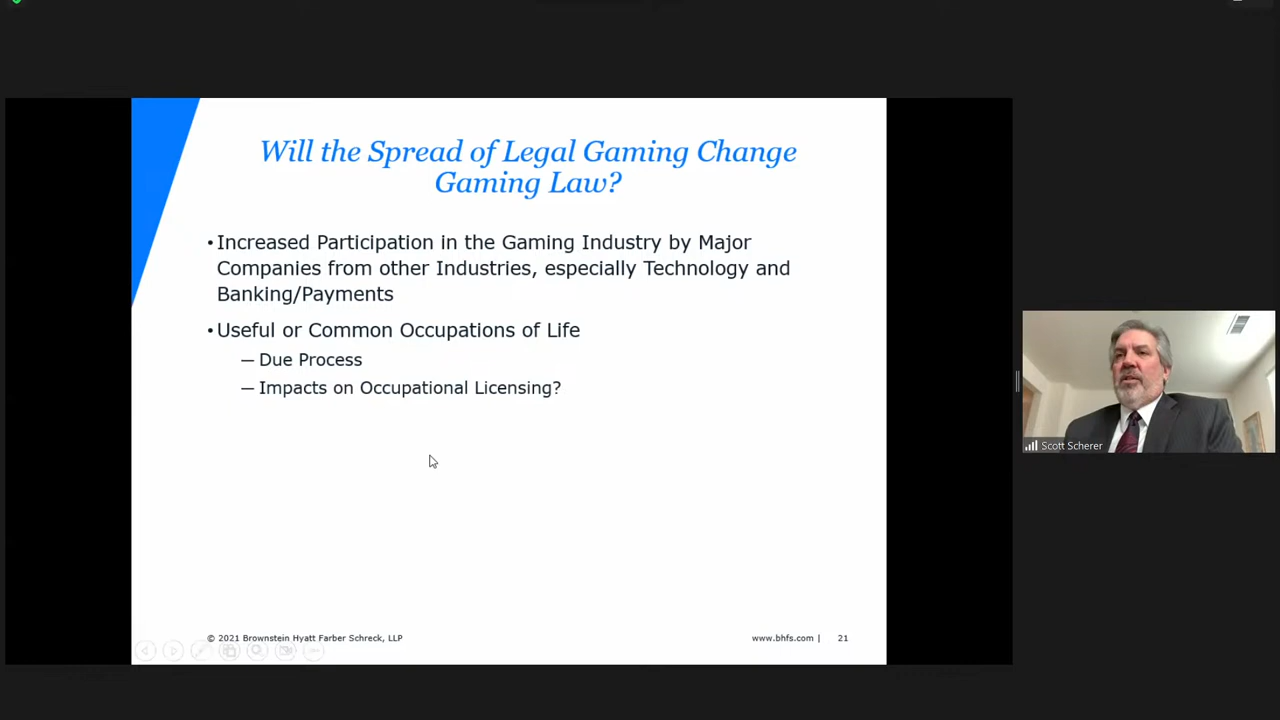 Will the Spread of Legal Gaming Change
Gaming Law?
• Increased Participation in the Gaming Industry by Major
Companies from other Industries, especially Technology and
Banking/Payments
• Useful or Common Occupations of Life
— Due Process
— Impacts on Occupational Licensing?
Scott Scherer
© 2021 Brownstein Hyatt Farber Schreck, LLP
www.bhfs.com | 21